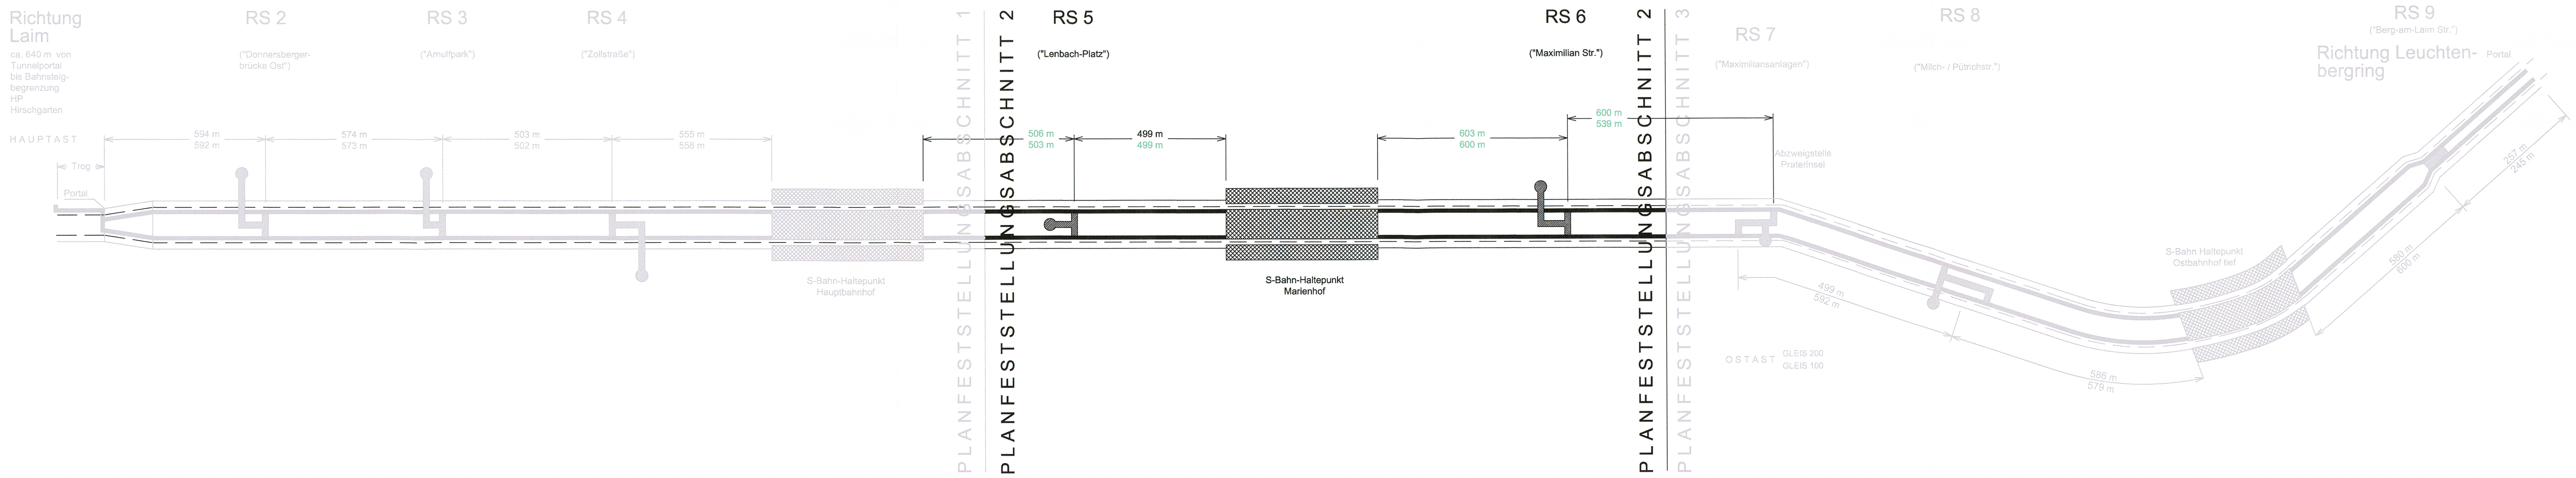 Richtung
Laim
ca. 640 m von
Tunnelportal
bis Bahnsteig-
begrenzung
HP
Hirschgarten
HAUPTAST
Trog
Portal
RS 2
("Donnersberger-
brücke Ost")
RS 3
("Arnulfpark")
RS 4
("Zollstraße")
594 m
592 m
574 m
573 m
503 m
502 m
555 m
558 m
S-Bahn-Haltepunkt
Hauptbahnhof
PLANFESTSTELLUNGSABSCHNITT 1
PLANFESTSTELLUNGSABSCHNITT 2
RS 5
("Lenbach-Platz")
506 m
503 m
499 m
499 m
S-Bahn-Haltepunkt
Marienhof
RS 6
("Maximilian Str.")
603 m
600 m
600 m
539 m
PLANFESTSTELLUNGSABSCHNITT 2
PLANFESTSTELLUNGSABSCHNITT 3
RS 7
("Maximiliansanlagen")
Abzweigstelle
Praterinsel
RS 8
("Milch- / Pütrichstr.")
499 m
592 m
OSTAST
GLEIS 200
GLEIS 100
586 m
579 m
S-Bahn Haltepunkt
Ostbahnhof tief
RS 9
("Berg-am-Laim Str.")
Richtung Leuchten-
bergring
Portal
257 m
245 m
580 m
600 m